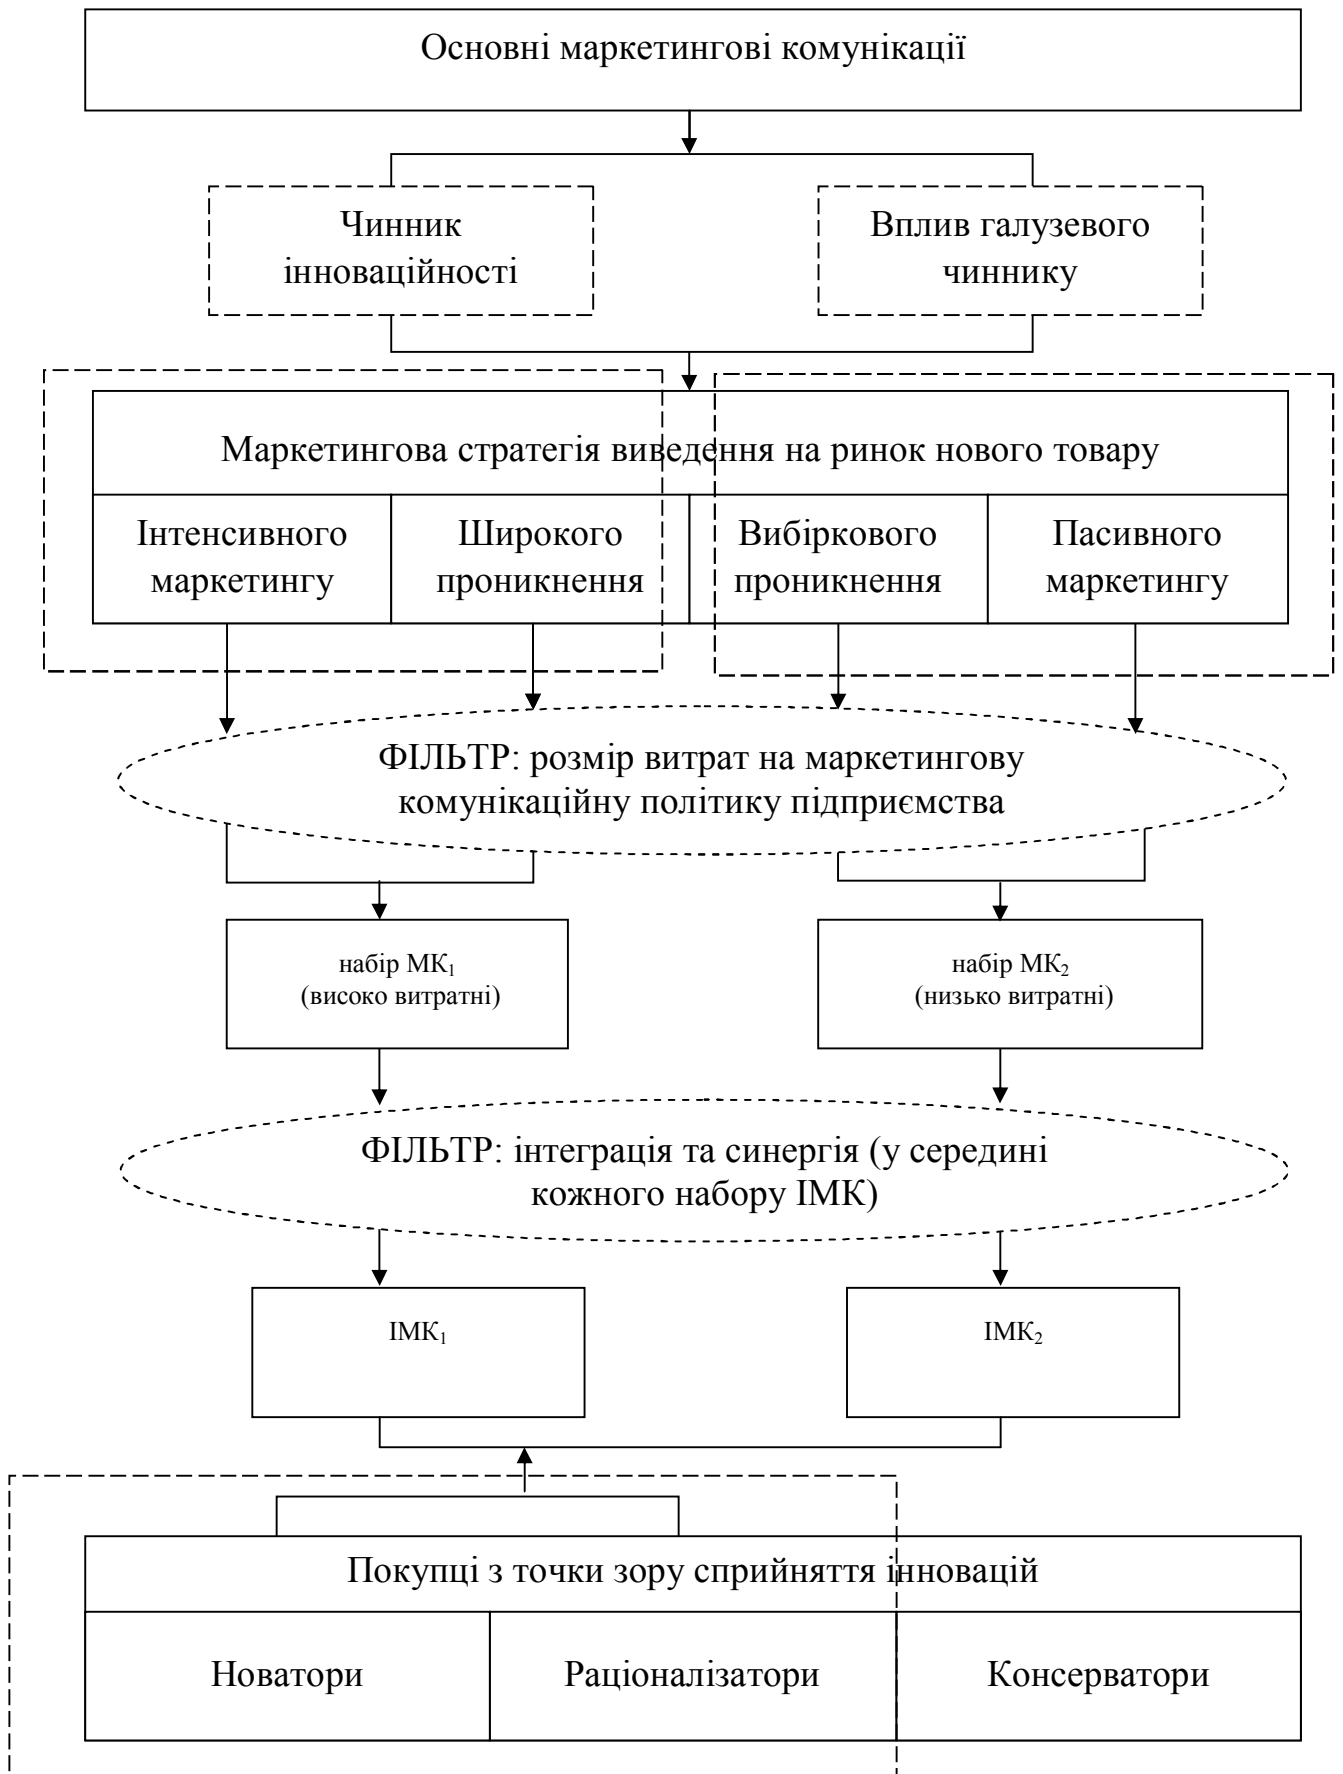 Основні маркетингові комунікації
Чинник
інноваційності
Вплив галузевого
чиннику
Маркетингова стратегія виведення на ринок нового товару
Інтенсивного
маркетингу
Широкого
проникнення
Вибіркового
проникнення
Пасивного
маркетингу
ФІЛЬТР: розмір витрат на маркетингову
комунікаційну політику підприємства
набір МК₁
(високо витратні)
набір МК₂
(низько витратні)
ФІЛЬТР: інтеграція та синергія (у середині
кожного набору ІМК)
ІМК₁
ІМК₂
Покупці з точки зору сприйняття інновацій
Новатори
Раціоналізатори
Консерватори